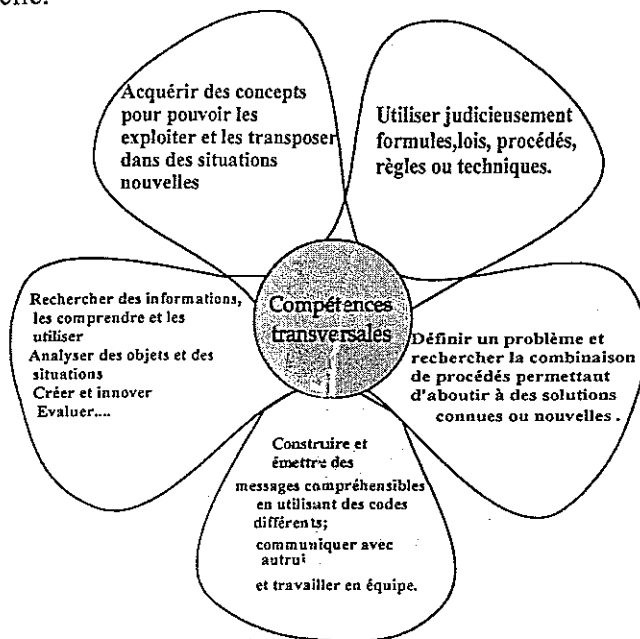 Acquérir des concepts
pour pouvoir les
exploiter et les transposer
dans des situations
nouvelles
Utiliser judicieusement
formules,lois, procédés,
règles ou techniques.
Compétences
transversales
Rechercher des informations,
les comprendre et les
utiliser
Analyser des objets et des
situations
Créer et innover
Evaluer....
Définir un problème et
rechercher la combinaison
de procédés permettant
d'aboutir à des solutions
connues ou nouvelles .
Construire et
émettre des
messages compréhensibles
en utilisant des codes
différents;
communiquer avec
autrui
et travailler en équipe.